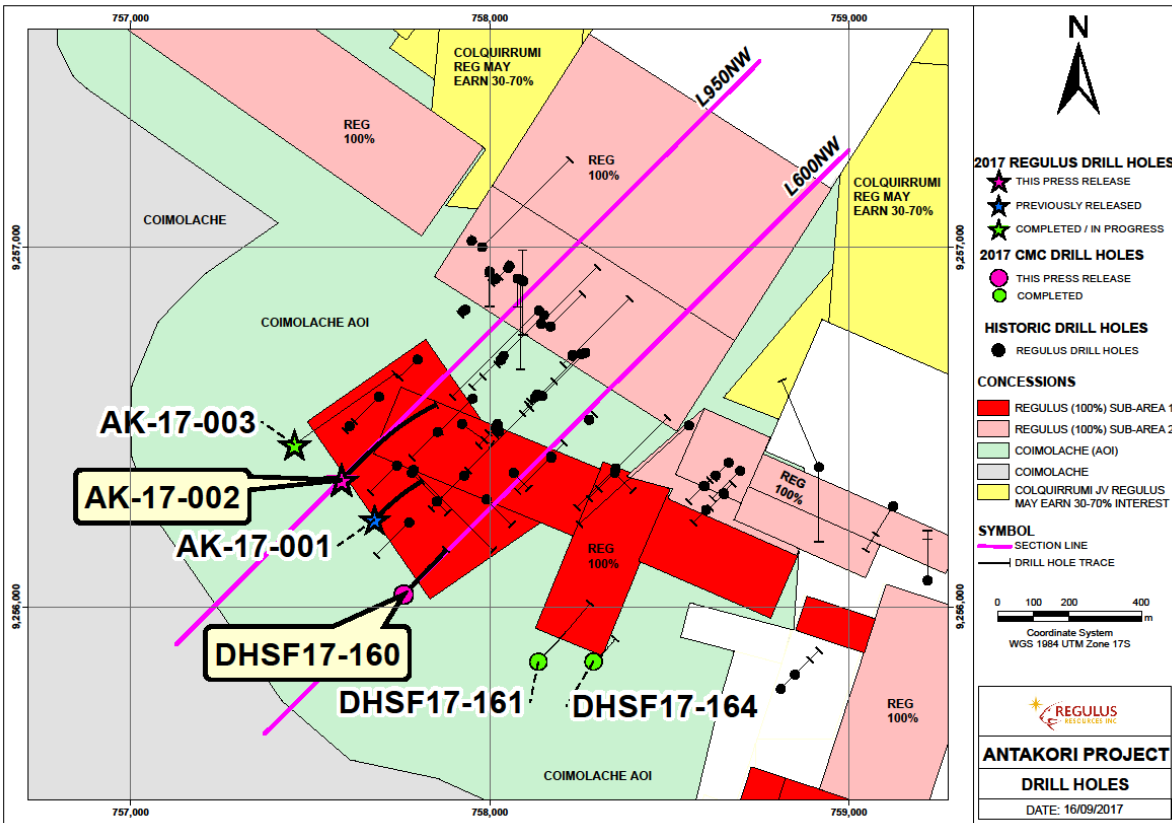 757,000
758,000
759,000
9,257,000
9,257,000
9,256,000
9,256,000
COLQUIRRUMI
REG MAY
EARN 30-70%
L950NW
L600NW
REG
100%
REG
100%
COLQUIRRUMI
REG MAY
EARN 30-70%
COIMOLACHE
COIMOLACHE AOI
AK-17-003
AK-17-002
AK-17-001
REG
100%
REG
100%
DHSF17-160
DHSF17-161
DHSF17-164
REG
100%
COIMOLACHE AOI
757,000
758,000
759,000
N
2017 REGULUS DRILL HOLES
THIS PRESS RELEASE
PREVIOUSLY RELEASED
COMPLETED / IN PROGRESS
2017 CMC DRILL HOLES
THIS PRESS RELEASE
COMPLETED
HISTORIC DRILL HOLES
REGULUS DRILL HOLES
CONCESSIONS
REGULUS (100%) SUB-AREA 1
REGULUS (100%) SUB-AREA 2
COIMOLACHE (AOI)
COIMOLACHE
COLQUIRRUMI JV REGULUS
MAY EARN 30-70% INTEREST
SYMBOL
SECTION LINE
DRILL HOLE TRACE
0 100 200 400
m
Coordinate System
WGS 1984 UTM Zone 17S
REGULUS
RESOURCES INC
ANTAKORI PROJECT
DRILL HOLES
DATE: 16/09/2017